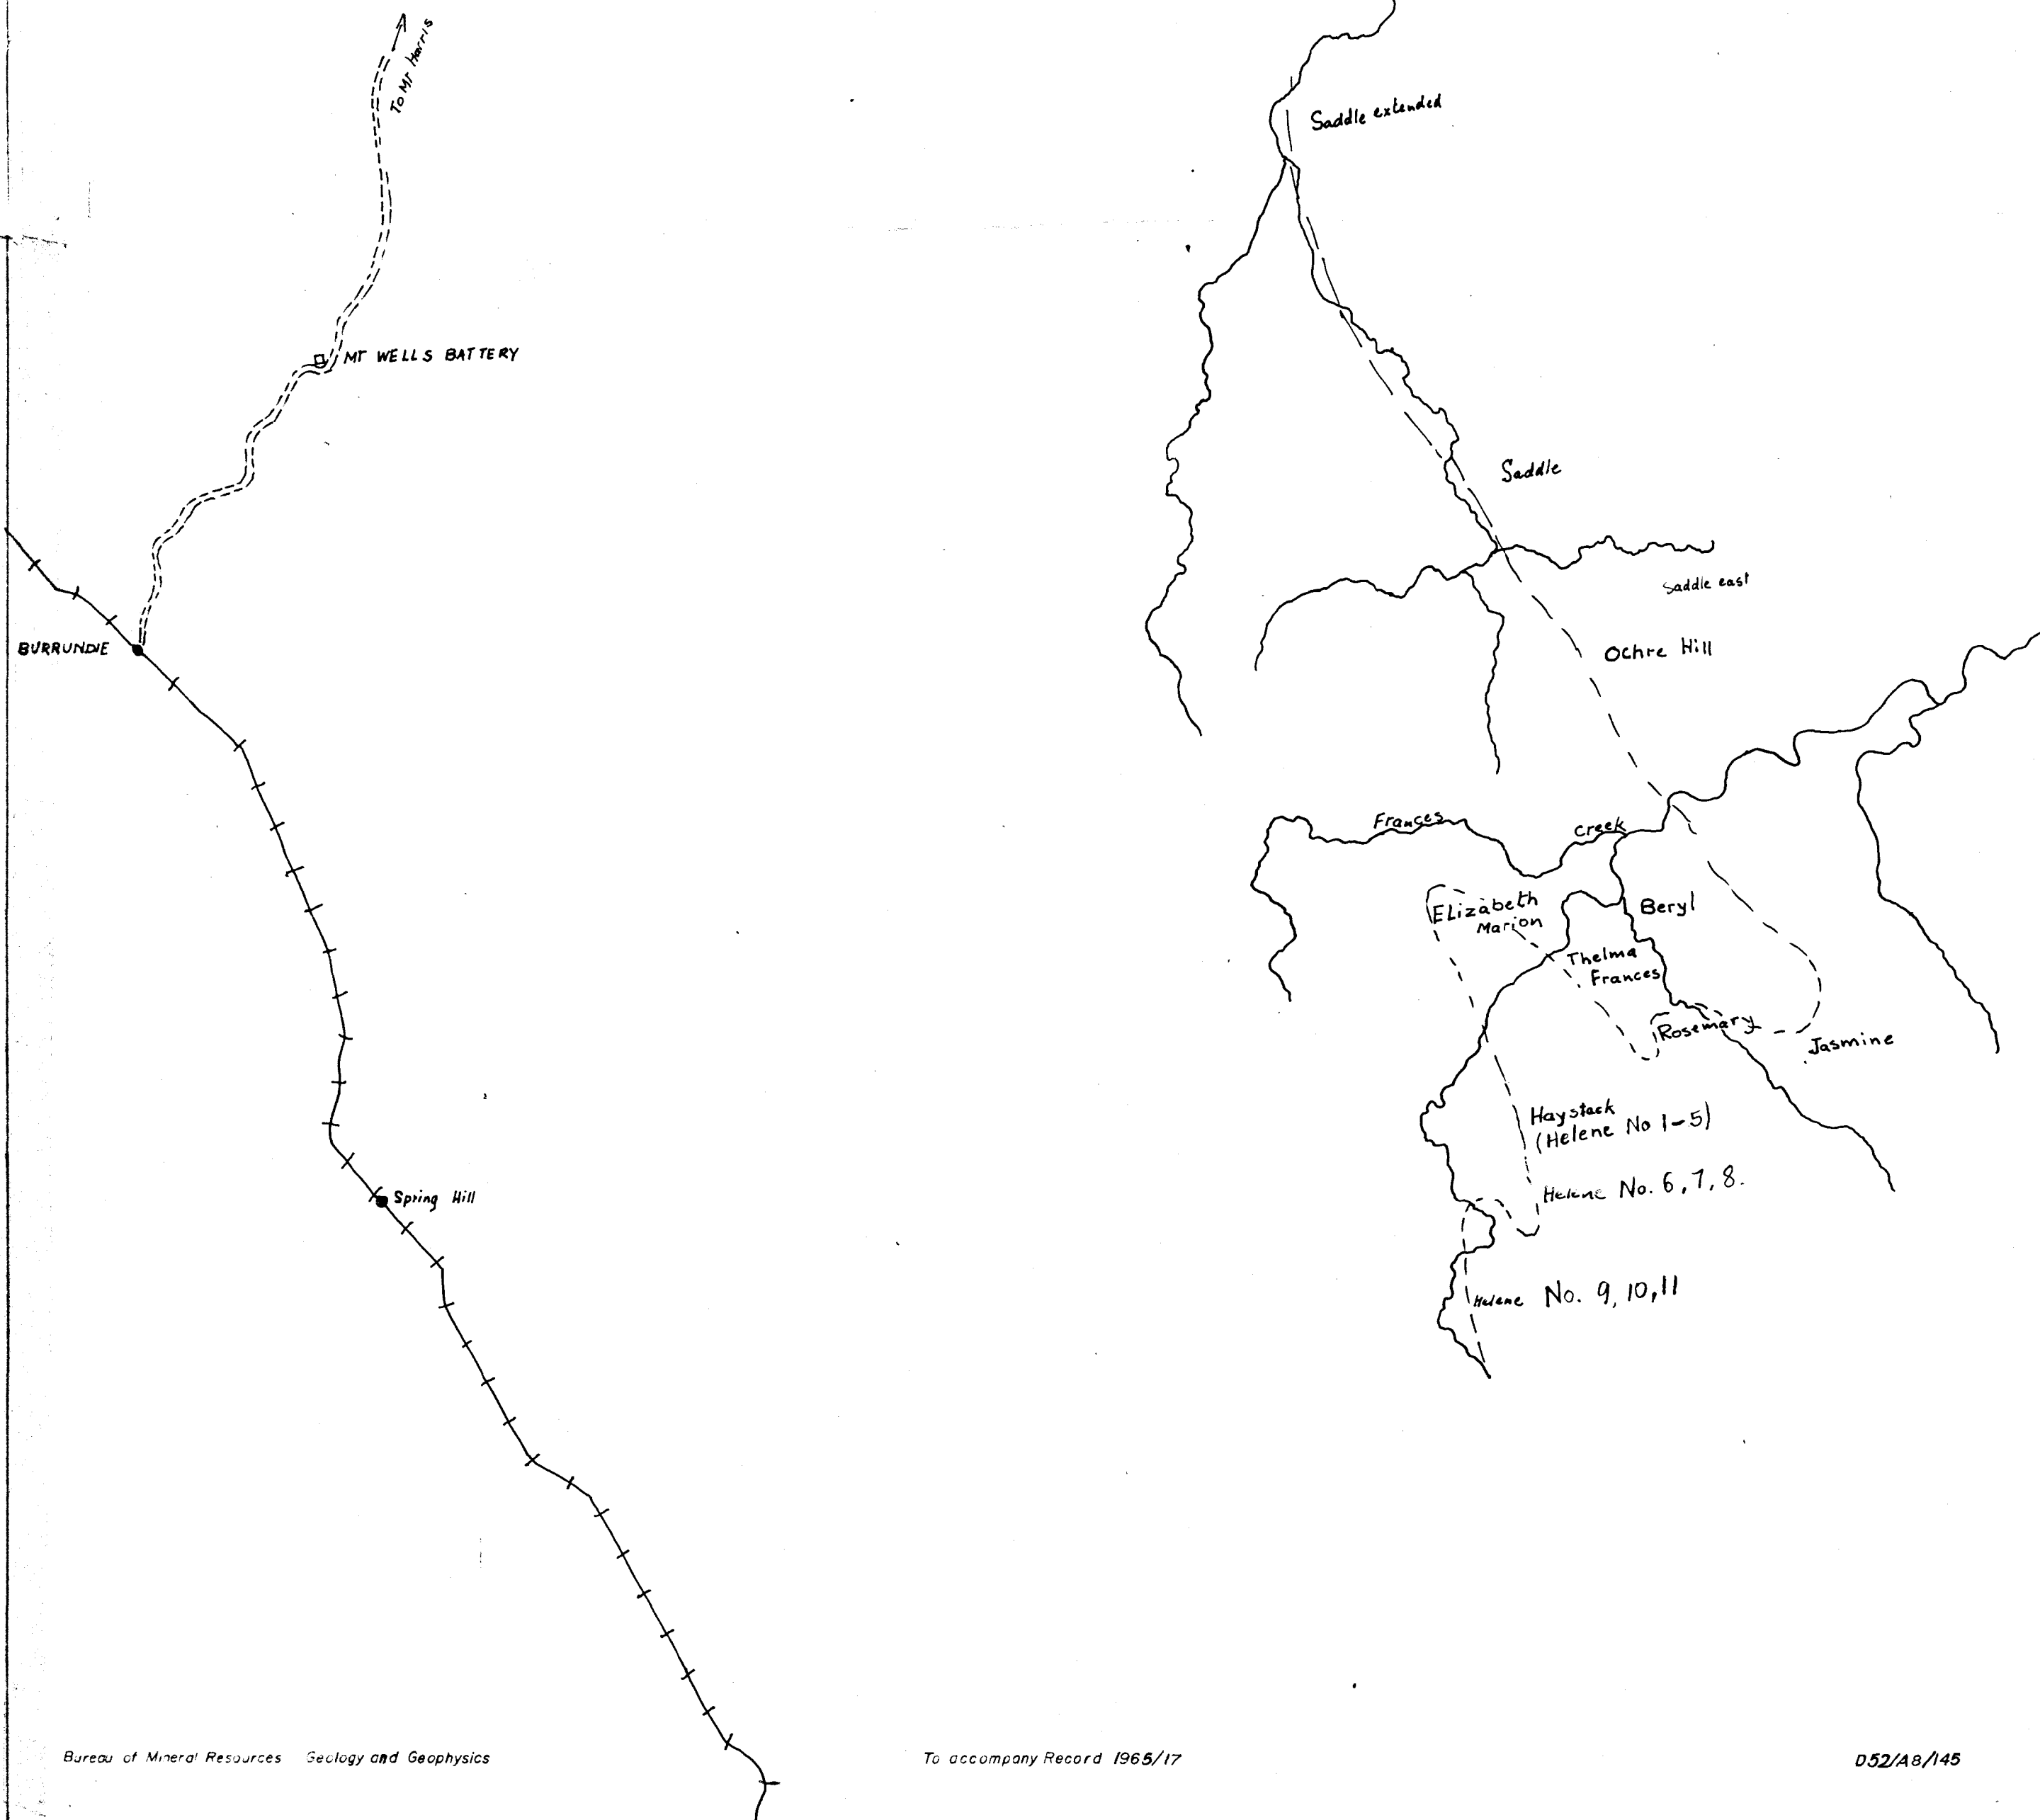 To Mt Harris
Saddle extended
MT WELLS BATTERY
Saddle
Saddle east
BURRUNDIE
Ochre Hill
Frances Creek
Elizabeth
Marion
Beryl
Thelma
Frances
Rosemary
Jasmine
Haystack
(Helene No 1-5)
Helene No. 6, 7, 8.
Spring Hill
Helene No. 9, 10, 11
Bureau of Mineral Resources Geology and Geophysics
To accompany Record 1965/17
D52/A8/145